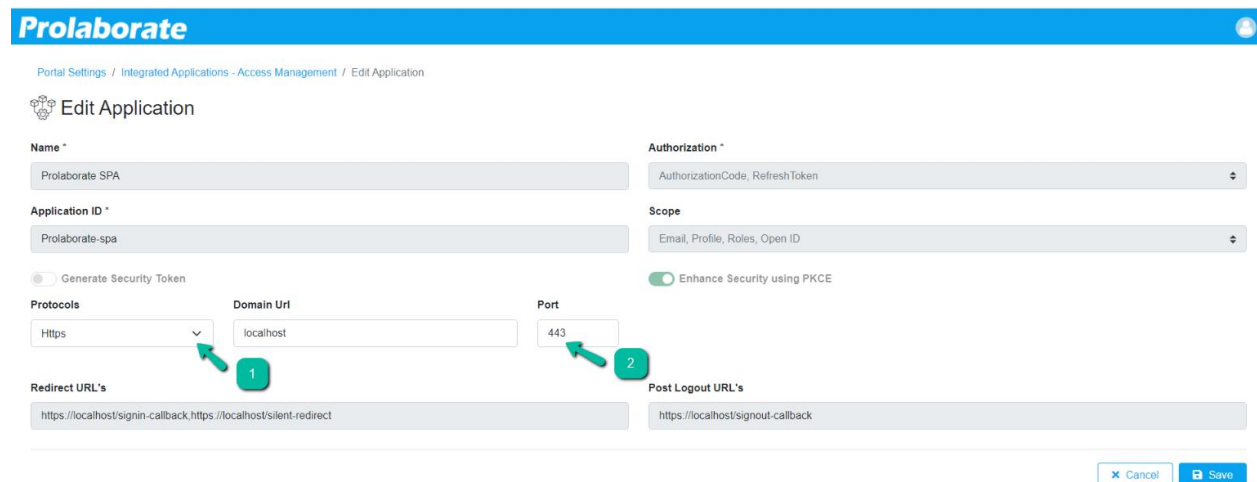 Prolaborate
Portal Settings / Integrated Applications - Access Management / Edit Application
Edit Application
Name *
Authorization *
Prolaborate SPA
AuthorizationCode, RefreshToken
Application ID *
Scope
Prolaborate-spa
Email, Profile, Roles, Open ID
Generate Security Token
Enhance Security using PKCE
Protocols
Domain Url
Port
Https
localhost
443
1
2
Redirect URL's
Post Logout URL's
https://localhost/signin-callback,https://localhost/silent-redirect
https://localhost/signout-callback
Cancel
Save